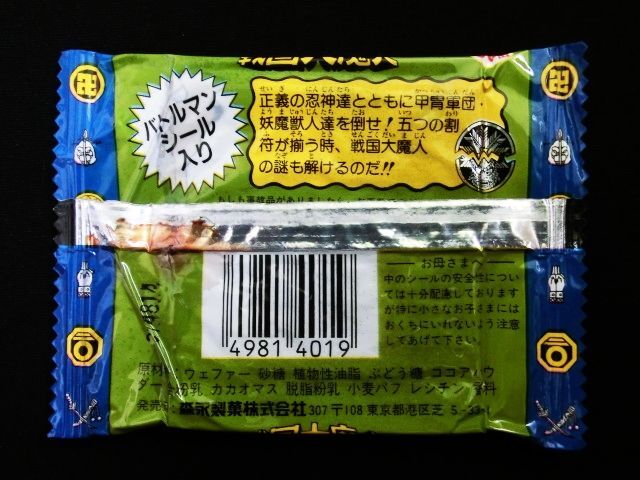 戦国大魔人
バトルマン
シール
入り
正義の忍神達とともに甲冑軍団・
妖魔獣人達を倒せ！五つの割
符が揃う時、戦国大魔人
の謎も解けるのだ!!
お母さまへ
中のシールの安全性につい
ては十分配慮しております
が特に小さなお子さまには
おくちにいれないよう注意
してあげて下さい。
4981 4019
原材 ウェファー 砂糖 植物性油脂 ぶどう糖 ココアパウ
ダー 粉乳 カカオマス 脱脂粉乳 小麦パフ レシチン 香料
発売 森永製菓株式会社 307 〒108 東京都港区芝 5-33-1